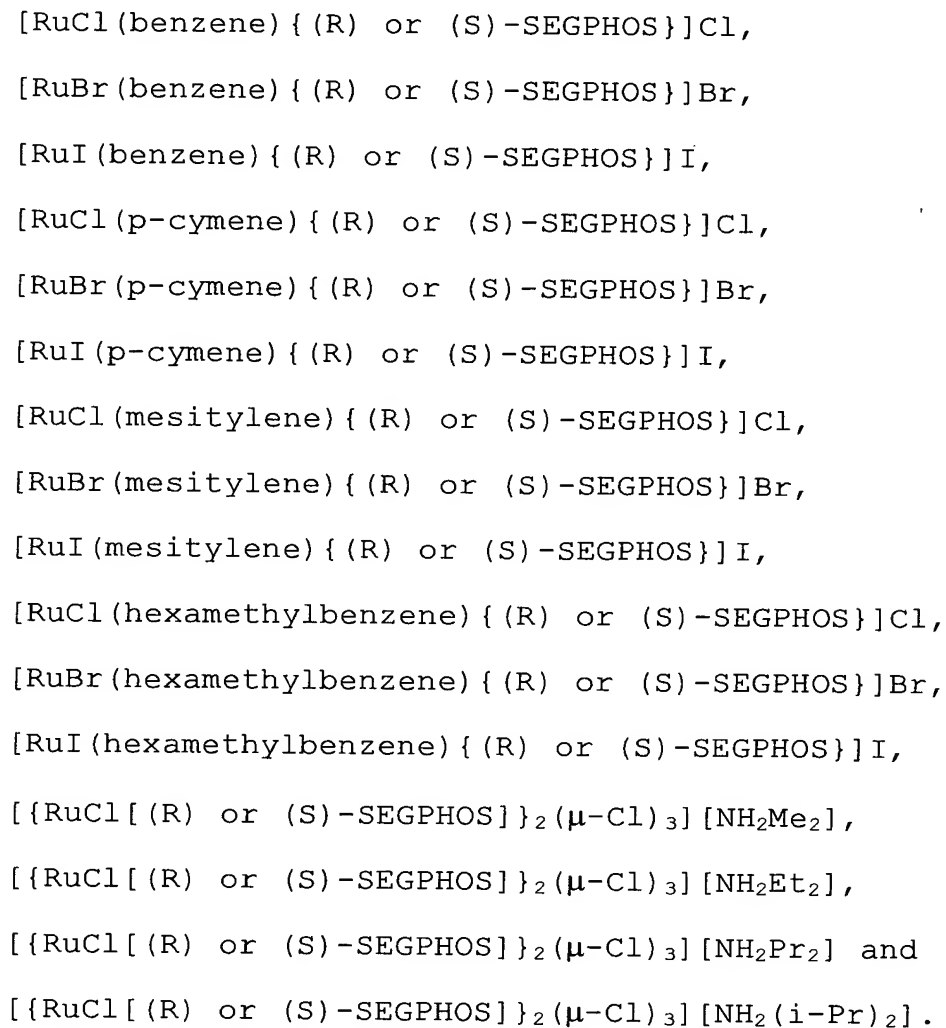 [RuCl(benzene){(R) or (S)-SEGPHOS}]Cl,
[RuBr(benzene){(R) or (S)-SEGPHOS}]Br,
[RuI(benzene){(R) or (S)-SEGPHOS}]I,
[RuCl(p-cymene){(R) or (S)-SEGPHOS}]Cl,
[RuBr(p-cymene){(R) or (S)-SEGPHOS}]Br,
[RuI(p-cymene){(R) or (S)-SEGPHOS}]I,
[RuCl(mesitylene){(R) or (S)-SEGPHOS}]Cl,
[RuBr(mesitylene){(R) or (S)-SEGPHOS}]Br,
[RuI(mesitylene){(R) or (S)-SEGPHOS}]I,
[RuCl(hexamethylbenzene){(R) or (S)-SEGPHOS}]Cl,
[RuBr(hexamethylbenzene){(R) or (S)-SEGPHOS}]Br,
[RuI(hexamethylbenzene){(R) or (S)-SEGPHOS}]I,
[{RuCl[(R) or (S)-SEGPHOS]}₂(μ-Cl)₃][NH₂Me₂],
[{RuCl[(R) or (S)-SEGPHOS]}₂(μ-Cl)₃][NH₂Et₂],
[{RuCl[(R) or (S)-SEGPHOS]}₂(μ-Cl)₃][NH₂Pr₂] and
[{RuCl[(R) or (S)-SEGPHOS]}₂(μ-Cl)₃][NH₂(i-Pr)₂].